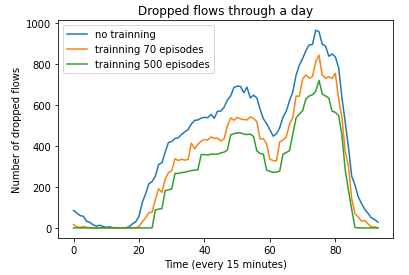 Dropped flows through a day
no trainning
trainning 70 episodes
trainning 500 episodes
Number of dropped flows
1000
800
600
400
200
0
0 20 40 60 80
Time (every 15 minutes)